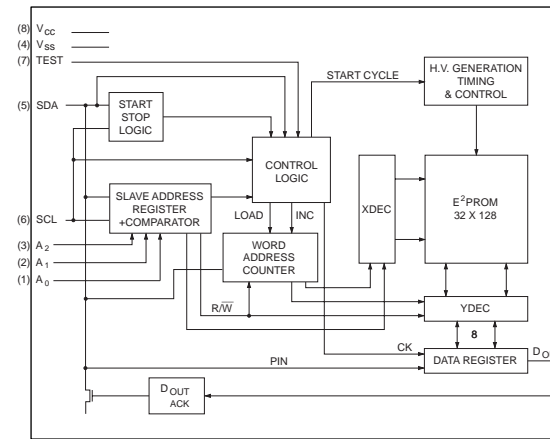 (8) VCC
(4) VSS
(7) TEST
(5) SDA
START
STOP
LOGIC
START CYCLE
H.V. GENERATION
TIMING
& CONTROL
CONTROL
LOGIC
(6) SCL
SLAVE ADDRESS
REGISTER
+COMPARATOR
XDEC
E²PROM
32 X 128
LOAD
INC
(3) A2
(2) A1
(1) A0
WORD
ADDRESS
COUNTER
R/W̅
YDEC
8
CK
DATA REGISTER
PIN
DOUT
ACK